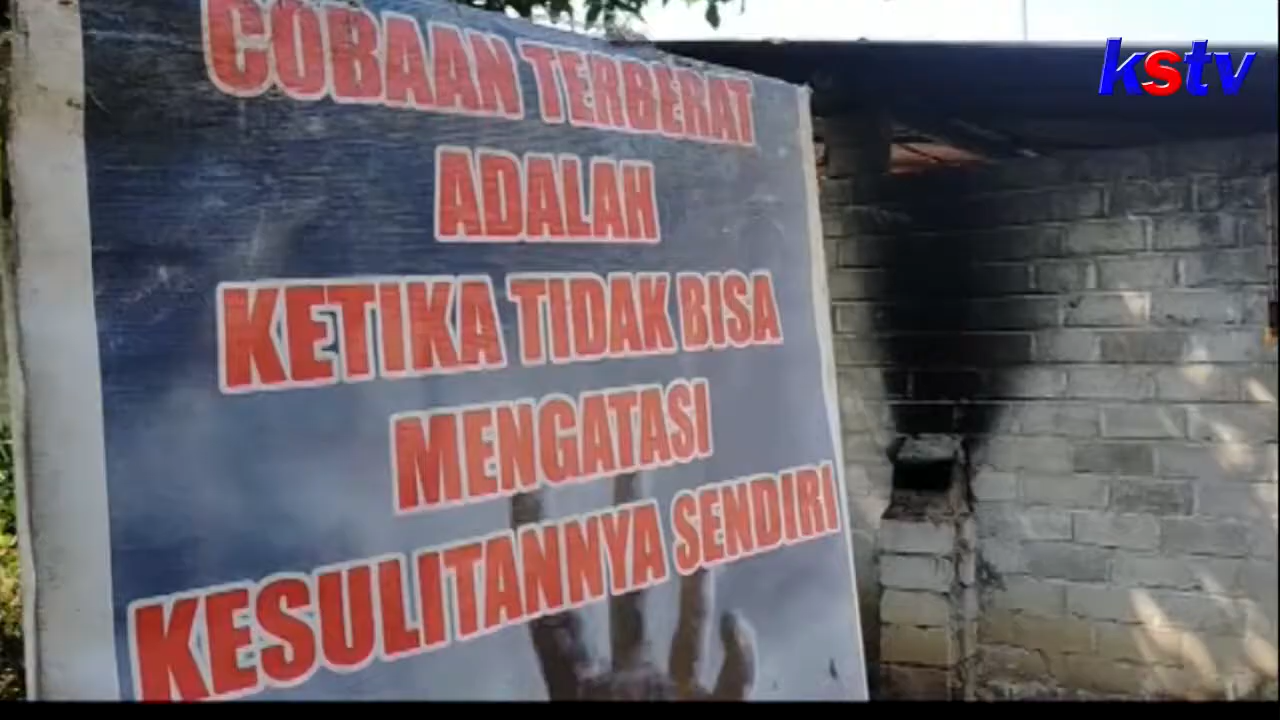 kstv
COBAAN TERBERAT
ADALAH
KETIKA TIDAK BISA
MENGATASI
KESULITANNYA SENDIRI